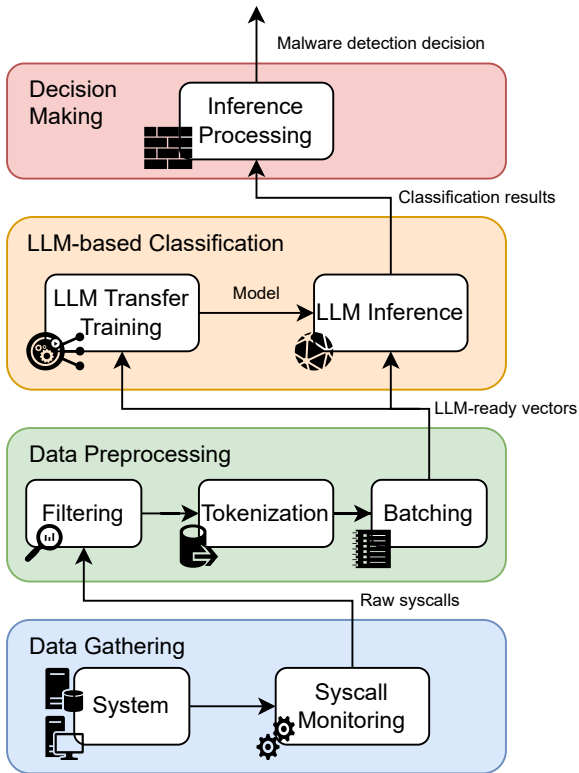 Malware detection decision
Decision
Making
Inference
Processing
Classification results
LLM-based Classification
LLM Transfer
Training
Model
LLM Inference
LLM-ready vectors
Data Preprocessing
Filtering
Tokenization
Batching
Raw syscalls
Data Gathering
System
Syscall
Monitoring